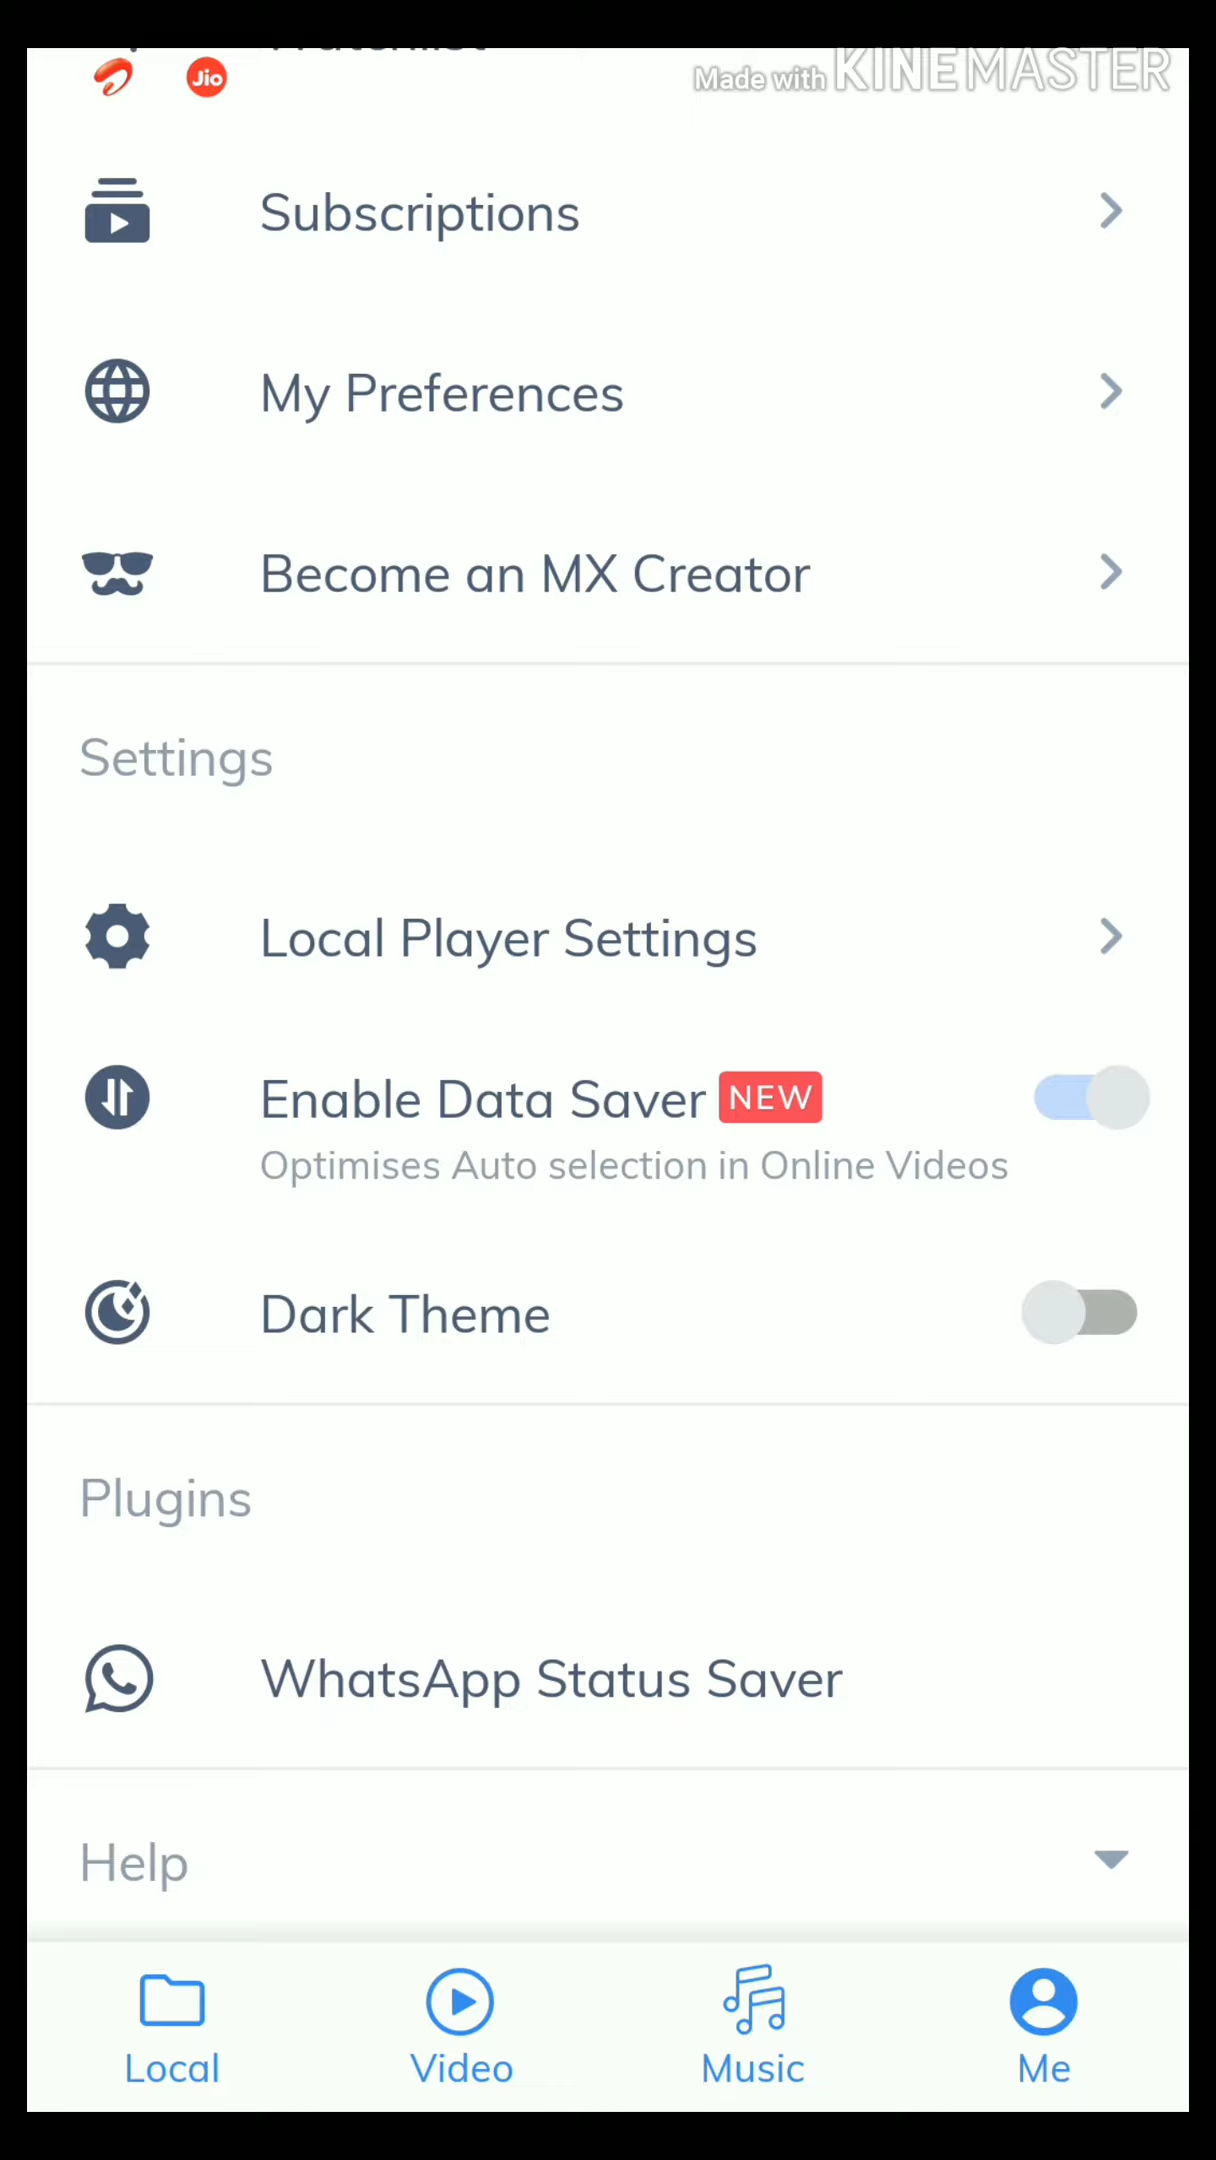 Watchlist
Jio
Made with KINEMASTER
Subscriptions
My Preferences
Become an MX Creator
Settings
Local Player Settings
Enable Data Saver NEW
Optimises Auto selection in Online Videos
Dark Theme
Plugins
WhatsApp Status Saver
Help
Local
Video
Music
Me